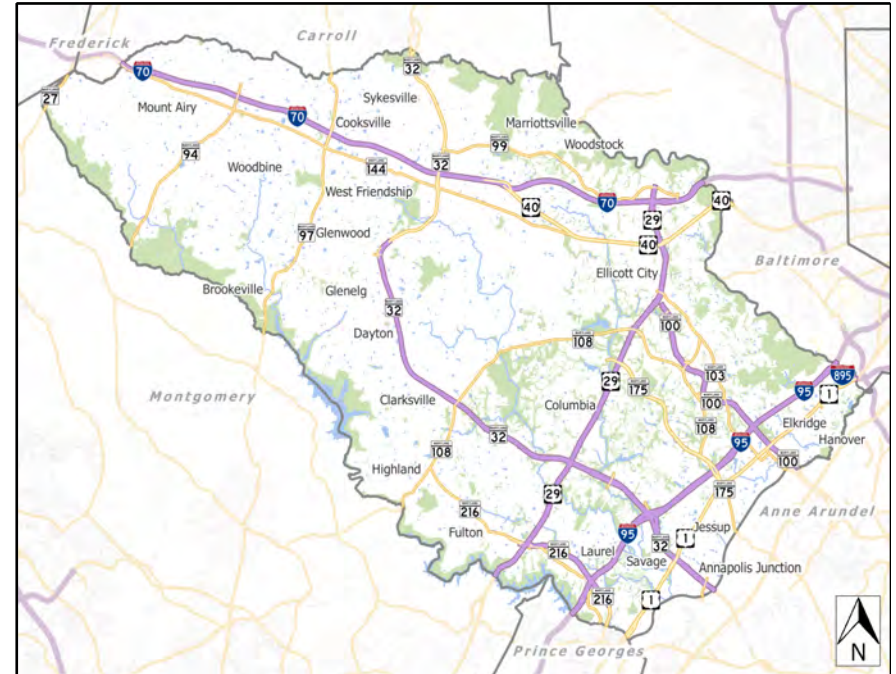 Frederick
Carroll
32
70
27
Mount Airy
Sykesville
70
Cooksville
Marriottsville
99
Woodstock
94
Woodbine
144
32
West Friendship
40
70
29
40
97
Glenwood
40
Baltimore
Ellicott City
Brookeville
Glenelg
32
Dayton
100
108
103
895
95
1
29
175
100
Montgomery
Clarksville
Columbia
Elkridge
108
95
Hanover
32
108
100
Highland
29
175
216
Anne Arundel
Fulton
95
Jessup
1
216
Laurel
32
Savage
Annapolis Junction
216
1
Prince Georges
N